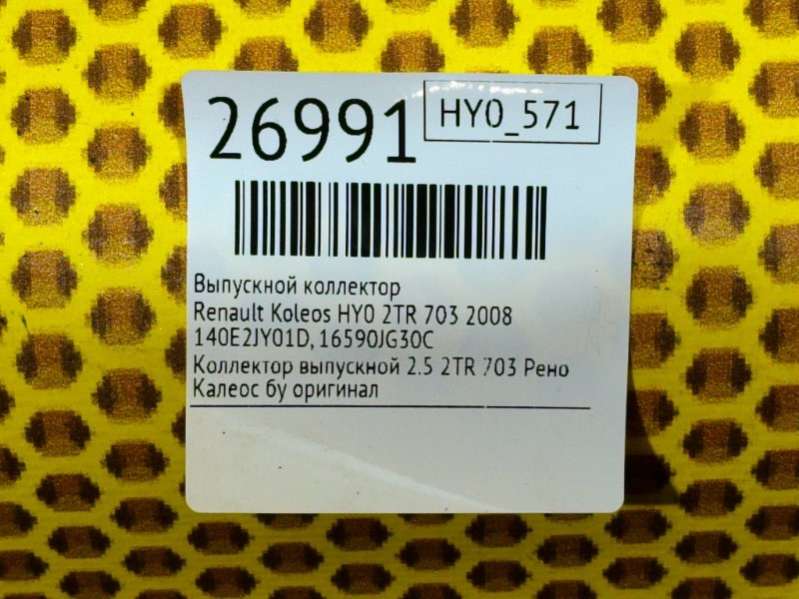 26991
HY0_571
Выпускной коллектор
Renault Koleos HY0 2TR 703 2008
140E2JY01D, 16590JG30C
Коллектор выпускной 2.5 2TR 703 Рено
Калеос бу оригинал